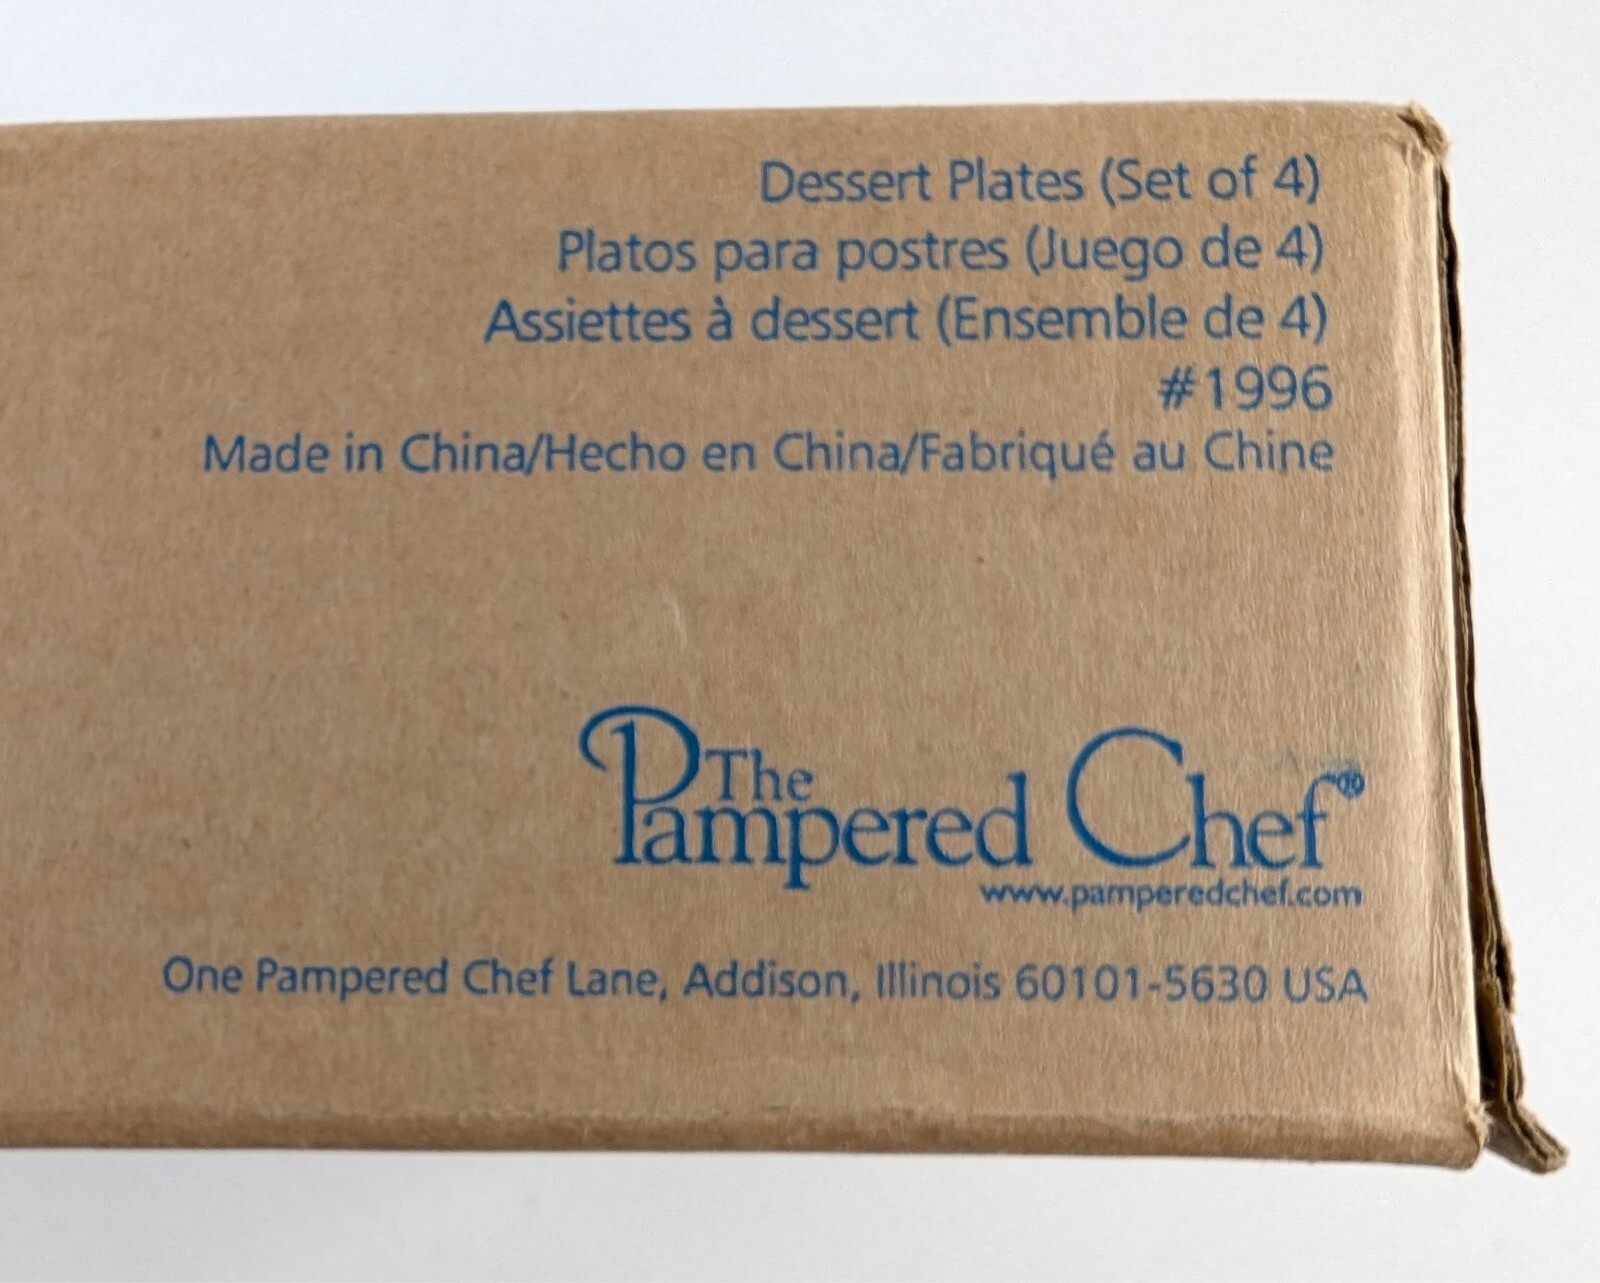 Dessert Plates (Set of 4)
Platos para postres (Juego de 4)
Assiettes à dessert (Ensemble de 4)
#1996
Made in China/Hecho en China/Fabriqué au Chine
The
Pampered Chef®
www.pamperedchef.com
One Pampered Chef Lane, Addison, Illinois 60101-5630 USA